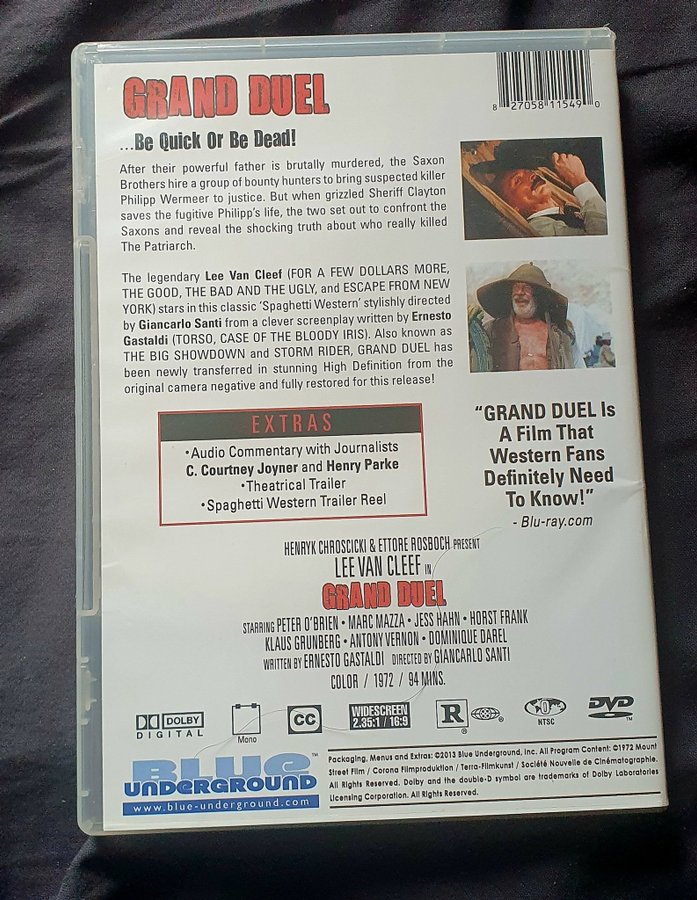 GRAND DUEL
...Be Quick Or Be Dead!
8 27058 11549 0
After their powerful father is brutally murdered, the Saxon
Brothers hire a group of bounty hunters to bring suspected killer
Philipp Wermeer to justice. But when grizzled Sheriff Clayton
saves the fugitive Philipp's life, the two set out to confront the
Saxons and reveal the shocking truth about who really killed
The Patriarch.
The legendary Lee Van Cleef (FOR A FEW DOLLARS MORE,
THE GOOD, THE BAD AND THE UGLY, and ESCAPE FROM NEW
YORK) stars in this classic 'Spaghetti Western' stylishly directed
by Giancarlo Santi from a clever screenplay written by Ernesto
Gastaldi (TORSO, CASE OF THE BLOODY IRIS). Also known as
THE BIG SHOWDOWN and STORM RIDER, GRAND DUEL has
been newly transferred in stunning High Definition from the
original camera negative and fully restored for this release!
EXTRAS
•Audio Commentary with Journalists
C. Courtney Joyner and Henry Parke
•Theatrical Trailer
•Spaghetti Western Trailer Reel
"GRAND DUEL Is
A Film That
Western Fans
Definitely Need
To Know!"
- Blu-ray.com
HENRYK CHROSCICKI & ETTORE ROSBOCH PRESENT
LEE VAN CLEEF IN
GRAND DUEL
STARRING PETER O'BRIEN • MARC MAZZA • JESS HAHN • HORST FRANK
KLAUS GRUNBERG • ANTONY VERNON • DOMINIQUE DAREL
WRITTEN BY ERNESTO GASTALDI DIRECTED BY GIANCARLO SANTI
COLOR / 1972 / 94 MINS.
DOLBY
DIGITAL
Mono
CC
WIDESCREEN
2.35:1 / 16:9
R
0
NTSC
DVD
TM
BLUE
UNDERGROUND
™
www.blue-underground.com
Packaging, Menus and Extras: ©2013 Blue Underground, Inc. All Program Content: ©1972 Mount
Street Film / Corona Filmproduktion / Terra-Filmkunst / Société Nouvelle de Cinématographie.
All Rights Reserved. Dolby and the double-D symbol are trademarks of Dolby Laboratories
Licensing Corporation. All Rights Reserved.